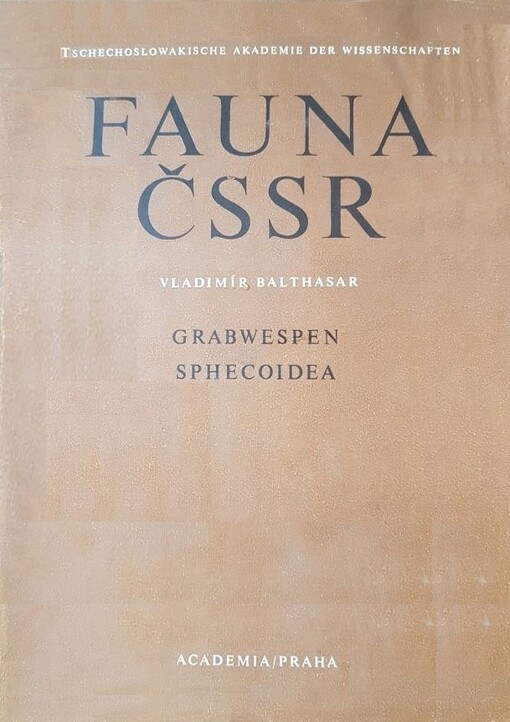 TSCHECHOSLOWAKISCHE AKADEMIE DER WISSENSCHAFTEN
FAUNA
ČSSR
VLADIMÍR BALTHASAR
GRABWESPEN
SPHECOIDEA
ACADEMIA/PRAHA